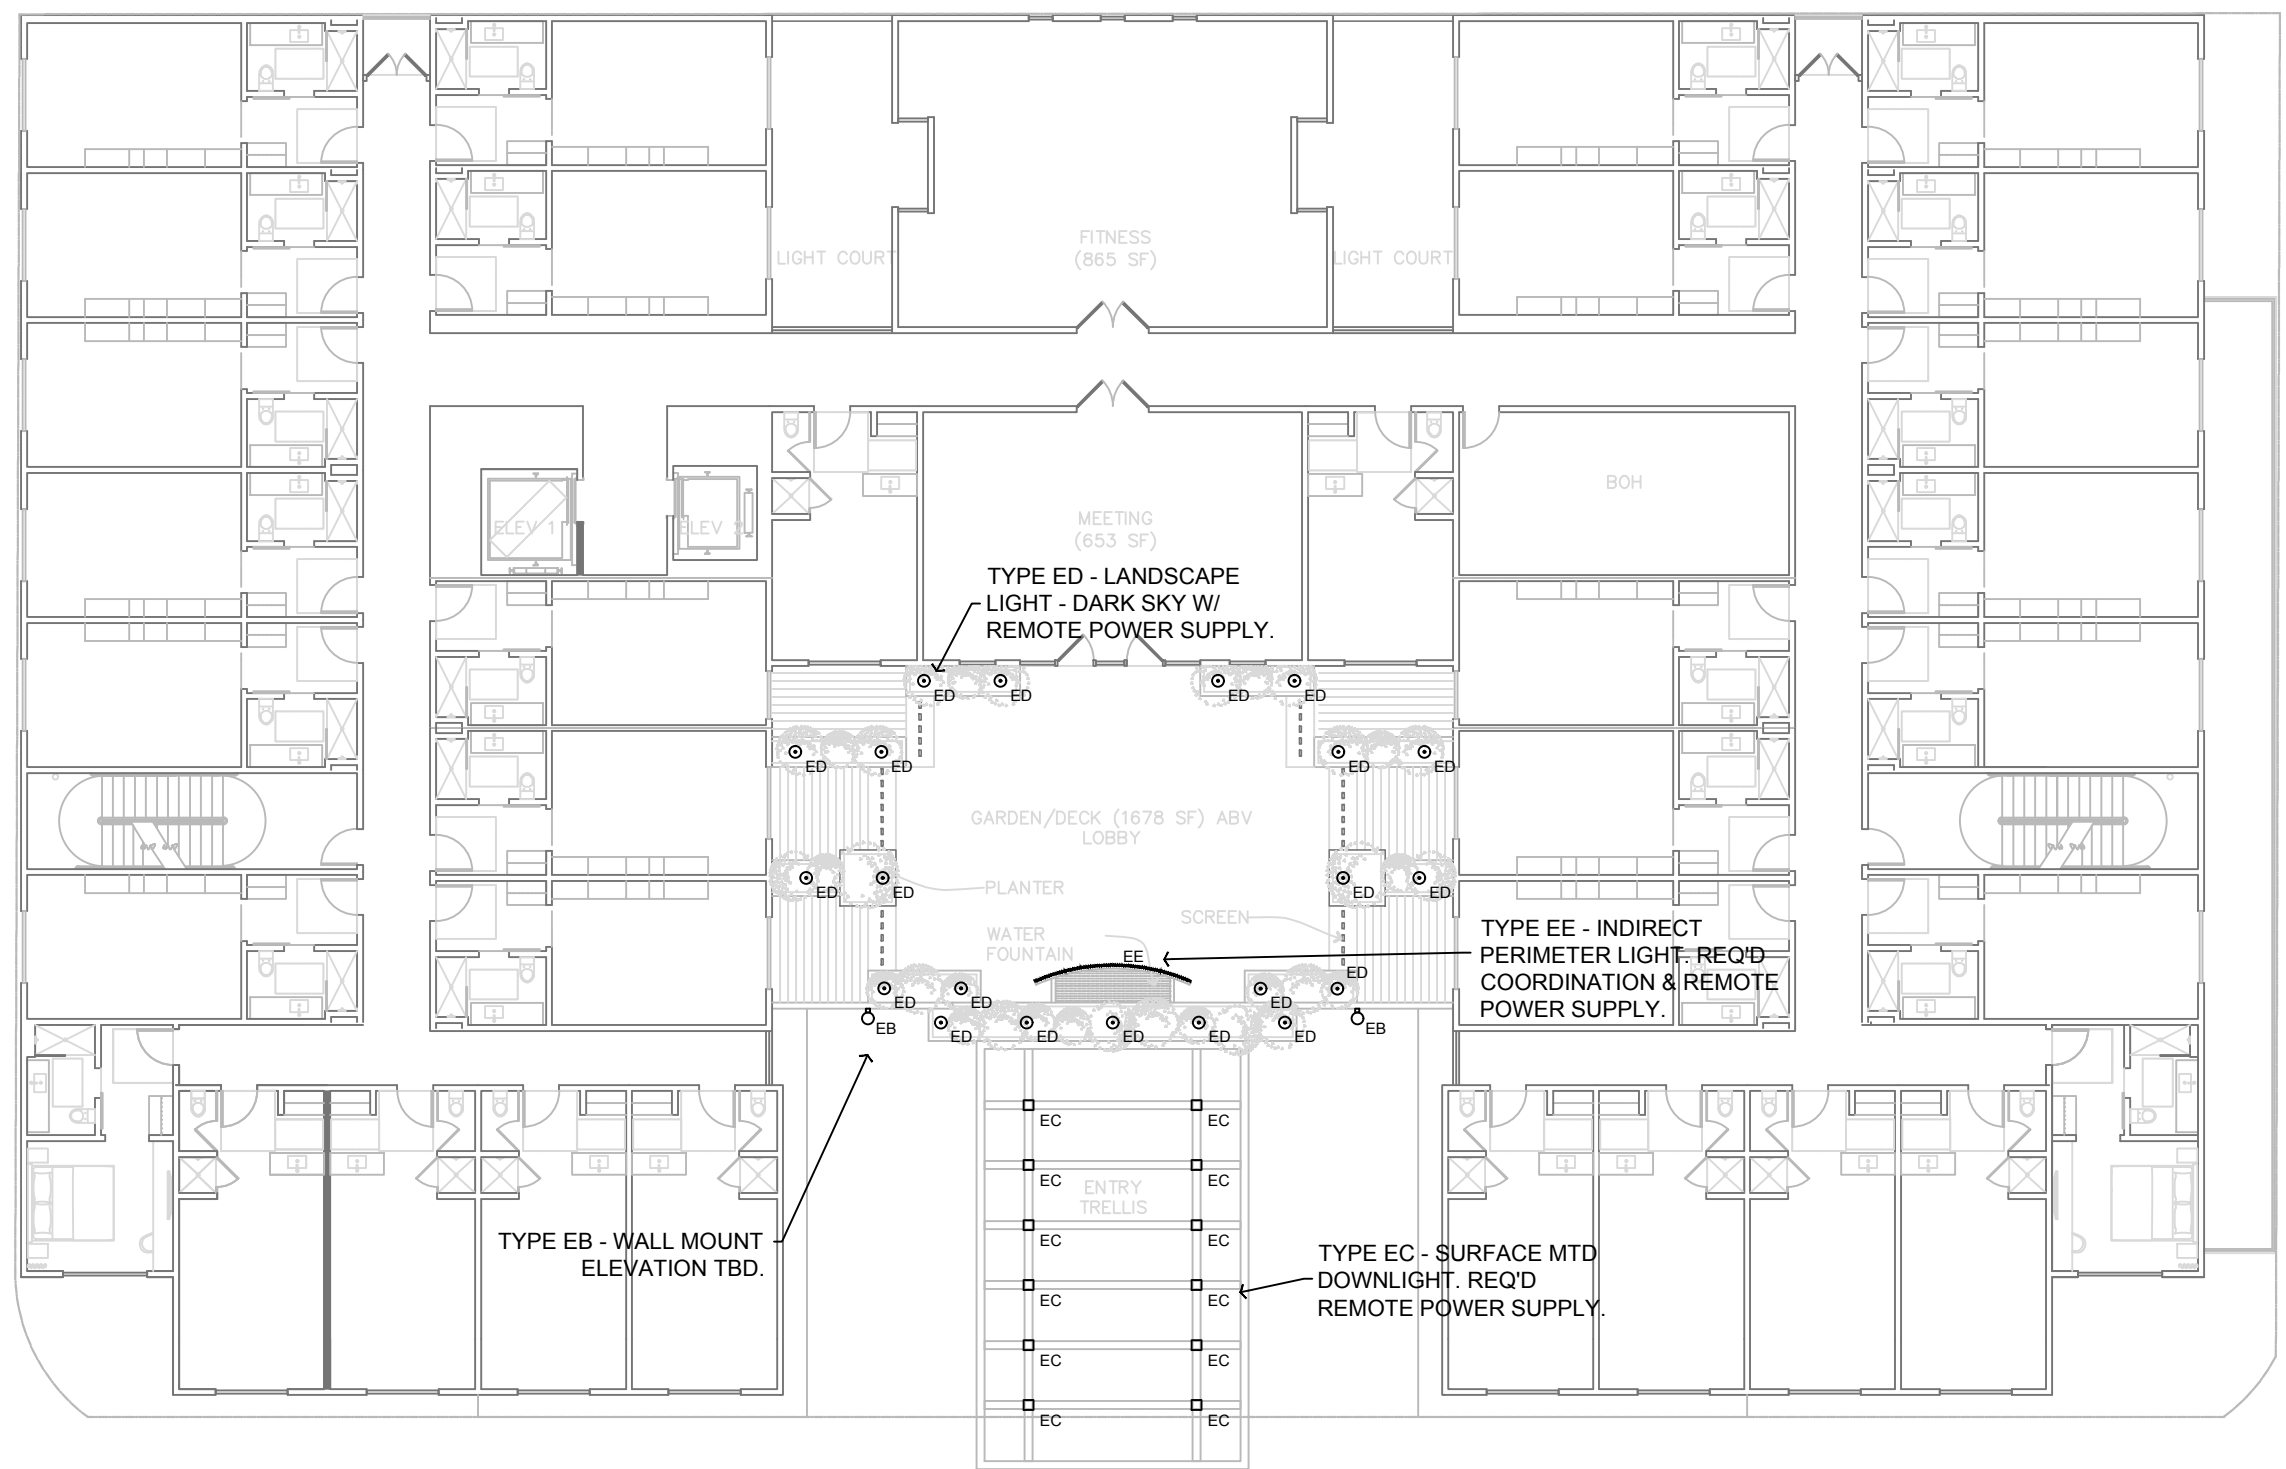 FITNESS
(865 SF)
LIGHT COURT
LIGHT COURT
BOH
ELEV 1
ELEV 2
MEETING
(653 SF)
TYPE ED - LANDSCAPE
LIGHT - DARK SKY W/
REMOTE POWER SUPPLY.
ED
ED
ED
ED
ED
ED
ED
ED
GARDEN/DECK (1678 SF) ABV
LOBBY
ED
ED
ED
ED
PLANTER
SCREEN
WATER
FOUNTAIN
TYPE EE - INDIRECT
PERIMETER LIGHT. REQ'D
COORDINATION & REMOTE
POWER SUPPLY.
EE
ED
ED
ED
ED
EB
ED
ED
ED
ED
ED
EB
EC
EC
EC
EC
ENTRY
TRELLIS
EC
EC
TYPE EB - WALL MOUNT
ELEVATION TBD.
TYPE EC - SURFACE MTD
DOWNLIGHT. REQ'D
REMOTE POWER SUPPLY.
EC
EC
EC
EC
EC
EC